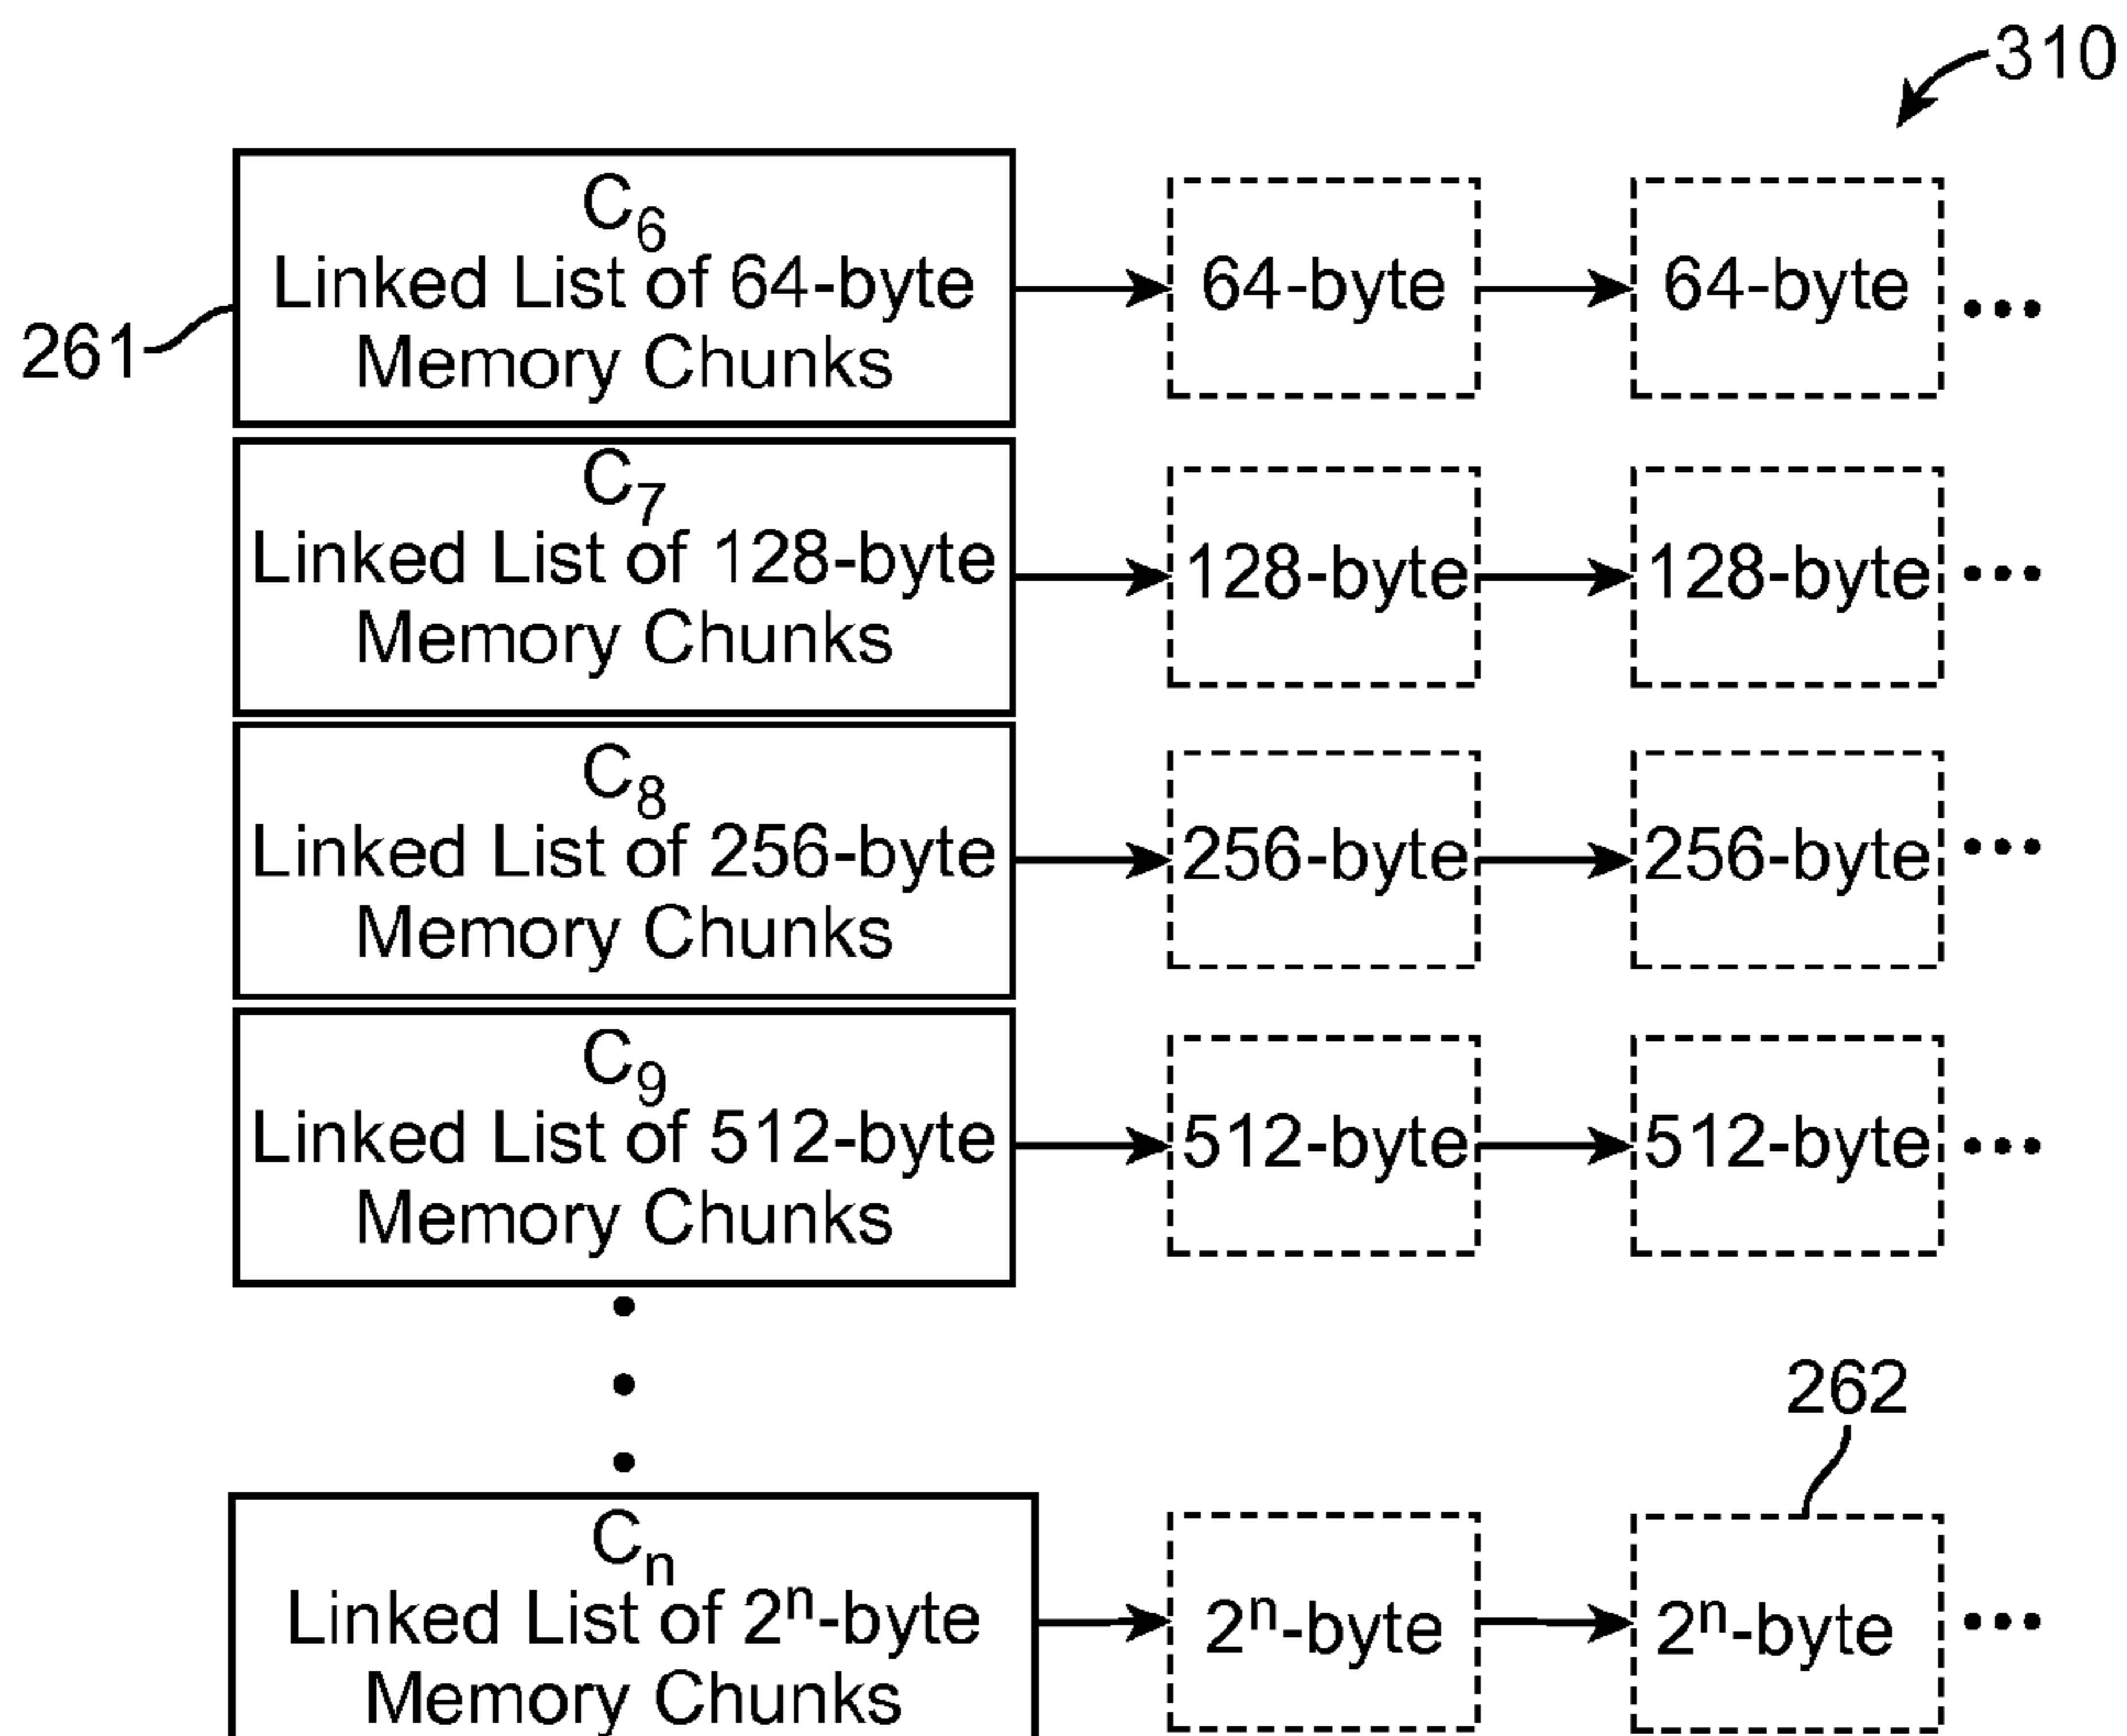 310
C6
Linked List of 64-byte
Memory Chunks
64-byte
64-byte
...
261
C7
Linked List of 128-byte
Memory Chunks
128-byte
128-byte
...
C8
Linked List of 256-byte
Memory Chunks
256-byte
256-byte
...
C9
Linked List of 512-byte
Memory Chunks
512-byte
512-byte
...
262
Cn
Linked List of 2ⁿ-byte
Memory Chunks
2ⁿ-byte
2ⁿ-byte
...